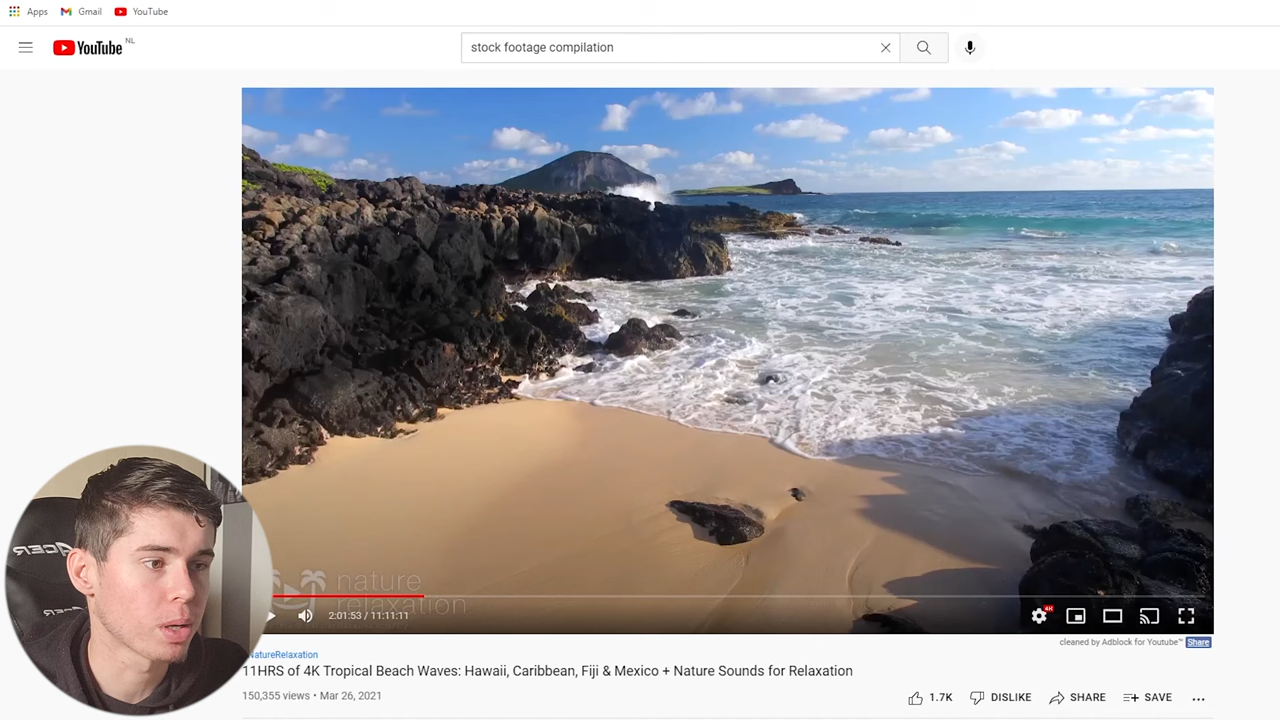 Apps Gmail YouTube
YouTube NL
stock footage compilation
ACER
nature
relaxation
2:01:53 / 11:11:11
4K
cleaned by Adblock for Youtube™ Share
NatureRelaxation
11HRS of 4K Tropical Beach Waves: Hawaii, Caribbean, Fiji & Mexico + Nature Sounds for Relaxation
150,355 views • Mar 26, 2021
1.7K DISLIKE SHARE SAVE